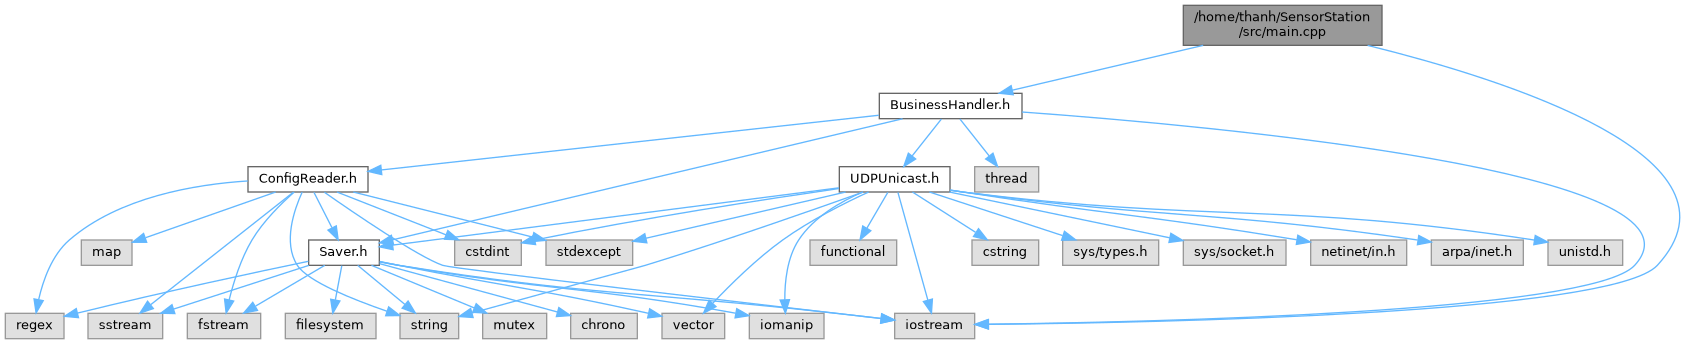 /home/thanh/SensorStation
/src/main.cpp
BusinessHandler.h
ConfigReader.h
UDPUnicast.h
thread
map
Saver.h
cstdint
stdexcept
functional
cstring
sys/types.h
sys/socket.h
netinet/in.h
arpa/inet.h
unistd.h
regex
sstream
fstream
filesystem
string
mutex
chrono
vector
iomanip
iostream